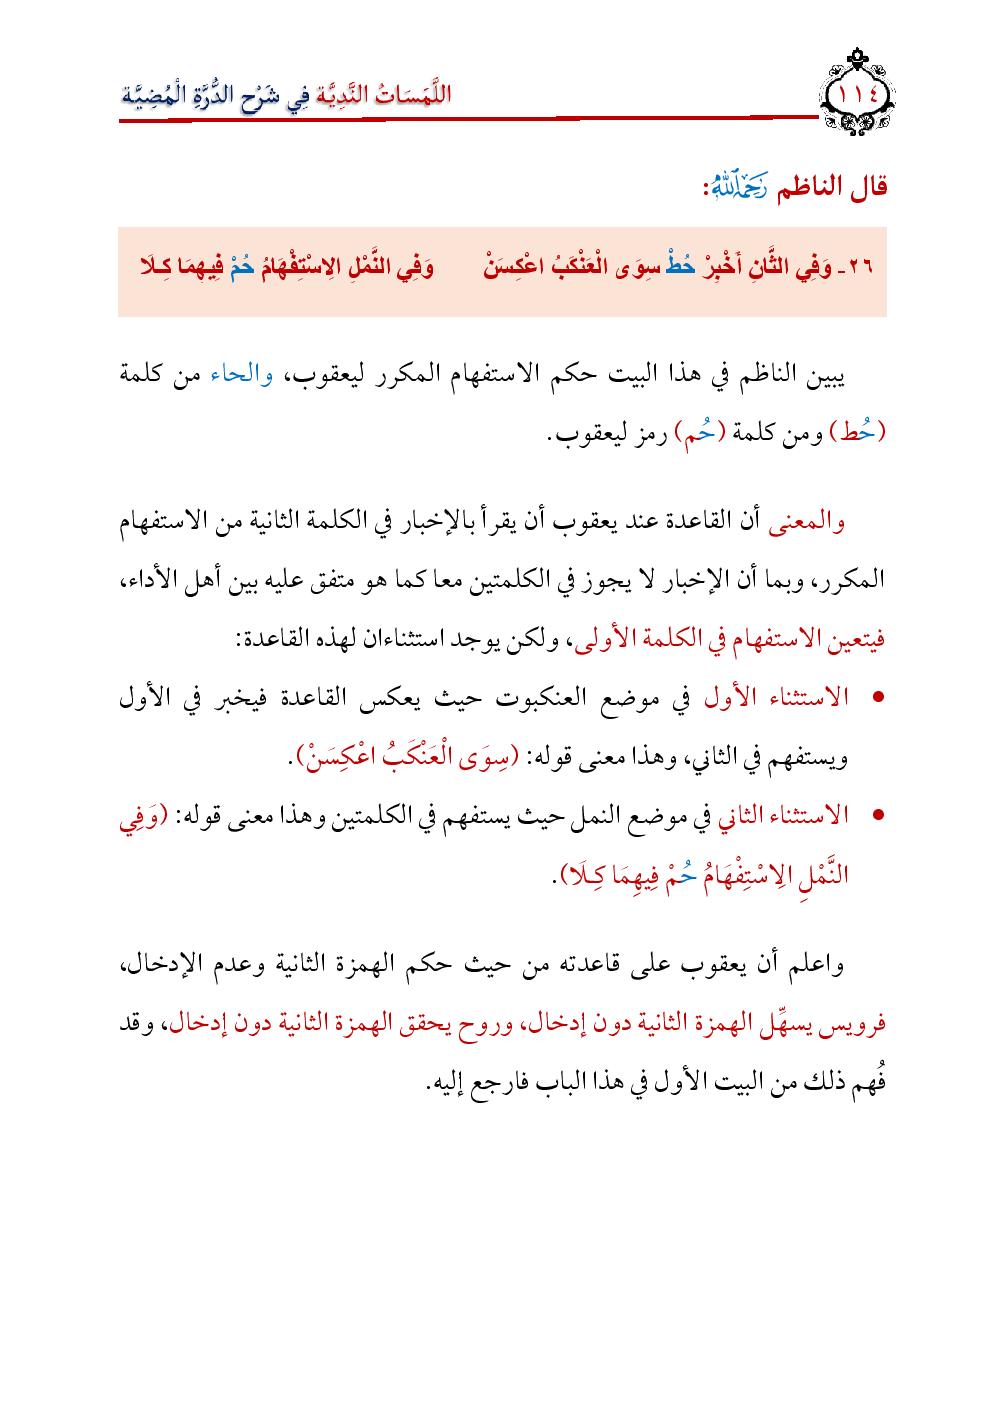 ١١٤
اللَّمَسَاتُ النَّدِيَّة فِي شَرْحِ الدُّرَّةِ الْمُضِيَّة
قال الناظم رَحِمَهُ اللَّهُ:
٢٦ـ وَفِي الثَّانِ أَخْبِرْ حُطْ سِوَى الْعَنْكَبُ اعْكِسَنْ وَفِي النَّمْلِ الِاسْتِفْهَامُ حُمْ فِيهِمَا كِـلَا
يبين الناظم في هذا البيت حكم الاستفهام المكرر ليعقوب، والحاء من كلمة
(حُط) ومن كلمة (حُم) رمز ليعقوب.
والمعنى أن القاعدة عند يعقوب أن يقرأ بالإخبار في الكلمة الثانية من الاستفهام
المكرر، وبما أن الإخبار لا يجوز في الكلمتين معا كما هو متفق عليه بين أهل الأداء،
فيتعين الاستفهام في الكلمة الأولى، ولكن يوجد استثناءان لهذه القاعدة:
• الاستثناء الأول في موضع العنكبوت حيث يعكس القاعدة فيخبر في الأول
ويستفهم في الثاني، وهذا معنى قوله: (سِوَى الْعَنْكَبُ اعْكِسَنْ).
• الاستثناء الثاني في موضع النمل حيث يستفهم في الكلمتين وهذا معنى قوله: (وَفِي
النَّمْلِ الِاسْتِفْهَامُ حُمْ فِيهِمَا كِـلَا).
واعلم أن يعقوب على قاعدته من حيث حكم الهمزة الثانية وعدم الإدخال،
فرويس يسهِّل الهمزة الثانية دون إدخال، وروح يحقق الهمزة الثانية دون إدخال، وقد
فُهم ذلك من البيت الأول في هذا الباب فارجع إليه.